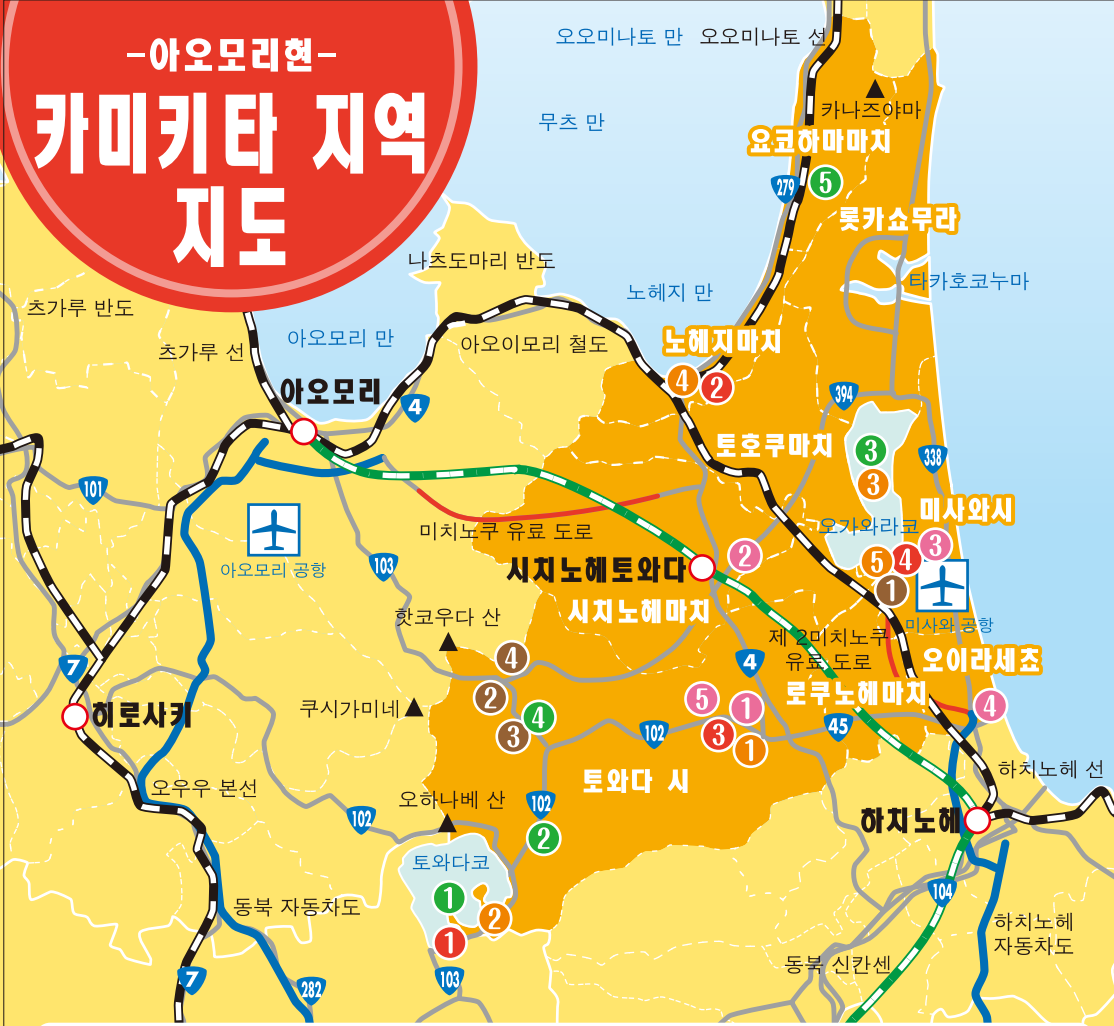 -아오모리현-
카미키타 지역
지도
오오미나토 만
오오미나토 선
무츠 만
카나즈야마
요코하마마치
279
5
롯카쇼무라
나츠도마리 반도
타카호코누마
노헤지 만
츠가루 반도
아오모리 만
츠가루 선
아오이모리 철도
노헤지마치
4
2
아오모리
4
394
토호쿠마치
3
338
3
101
오가와라코
미사와시
미치노쿠 유료 도로
3
4
5
2
1
아오모리 공항
103
시치노헤토와다
시치노헤마치
미사와 공항
핫코우다 산
제 2미치노쿠
유료 도로
오이라세쵸
4
4
7
2
쿠시가미네
4
3
5
1
로쿠노헤마치
4
히로사키
102
3
1
45
토와다 시
오우우 본선
오하나베 산
102
102
2
하치노헤 선
하치노헤
토와다코
1
2
1
104
동북 자동차도
하치노헤
자동차도
동북 신칸센
7
282
103